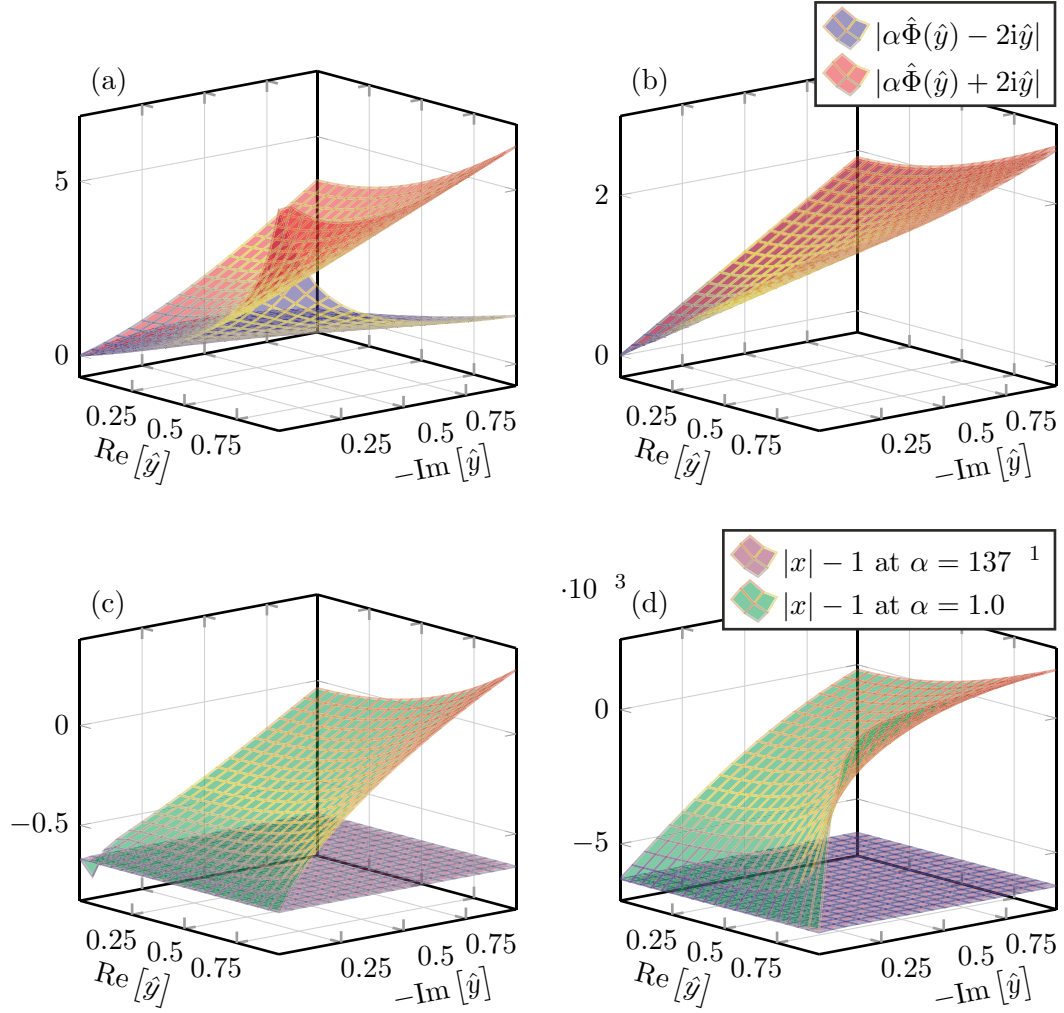 (a)
(b)
|αΦ̂(ŷ) − 2iŷ|
|αΦ̂(ŷ) + 2iŷ|
5
0
0.25
0.5
0.75
Re [ŷ]
0.25
0.5
0.75
−Im [ŷ]
2
0
0.25
0.5
0.75
Re [ŷ]
0.25
0.5
0.75
−Im [ŷ]
|x| − 1 at α = 137 1
|x| − 1 at α = 1.0
(c)
·10 3
(d)
0
−0.5
0.25
0.5
0.75
Re [ŷ]
0.25
0.5
0.75
−Im [ŷ]
0
−5
0.25
0.5
0.75
Re [ŷ]
0.25
0.5
0.75
−Im [ŷ]